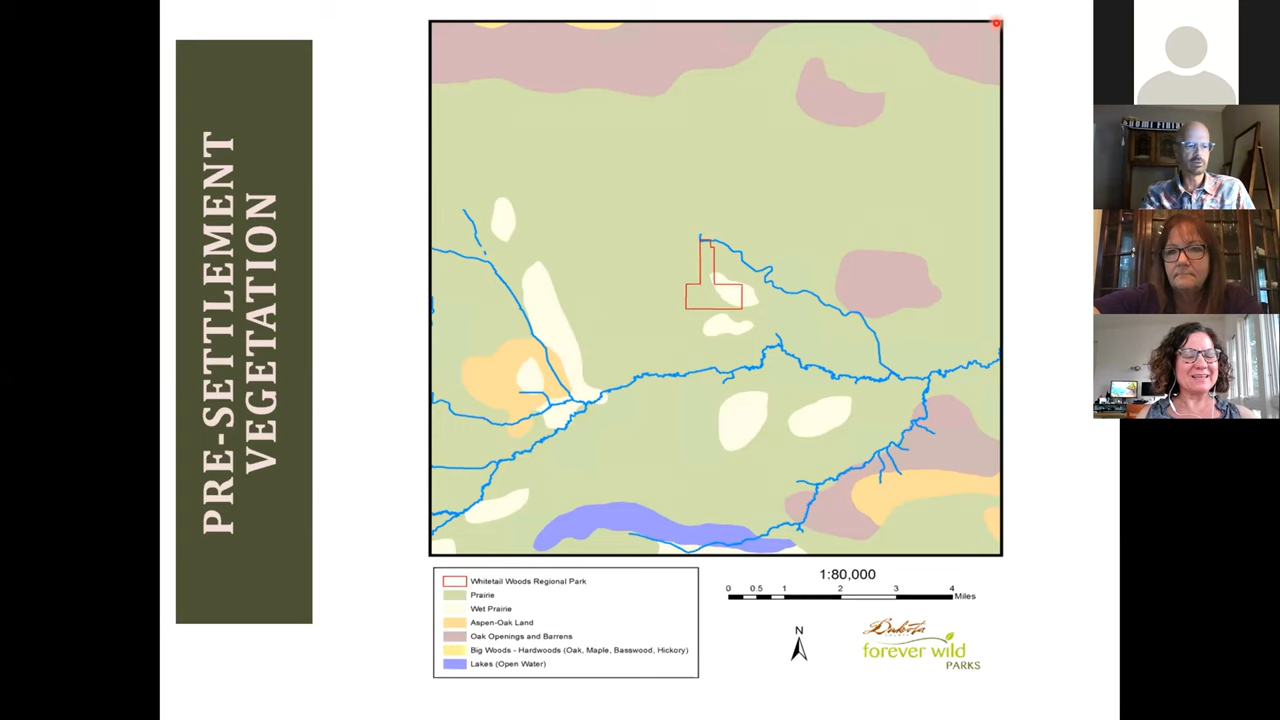 PRE-SETTLEMENT
VEGETATION
Whitetail Woods Regional Park
Prairie
Wet Prairie
Aspen-Oak Land
Oak Openings and Barrens
Big Woods - Hardwoods (Oak, Maple, Basswood, Hickory)
Lakes (Open Water)
1:80,000
0 0.5 1 2 3 4
Miles
N
Dakota
forever wild
PARKS